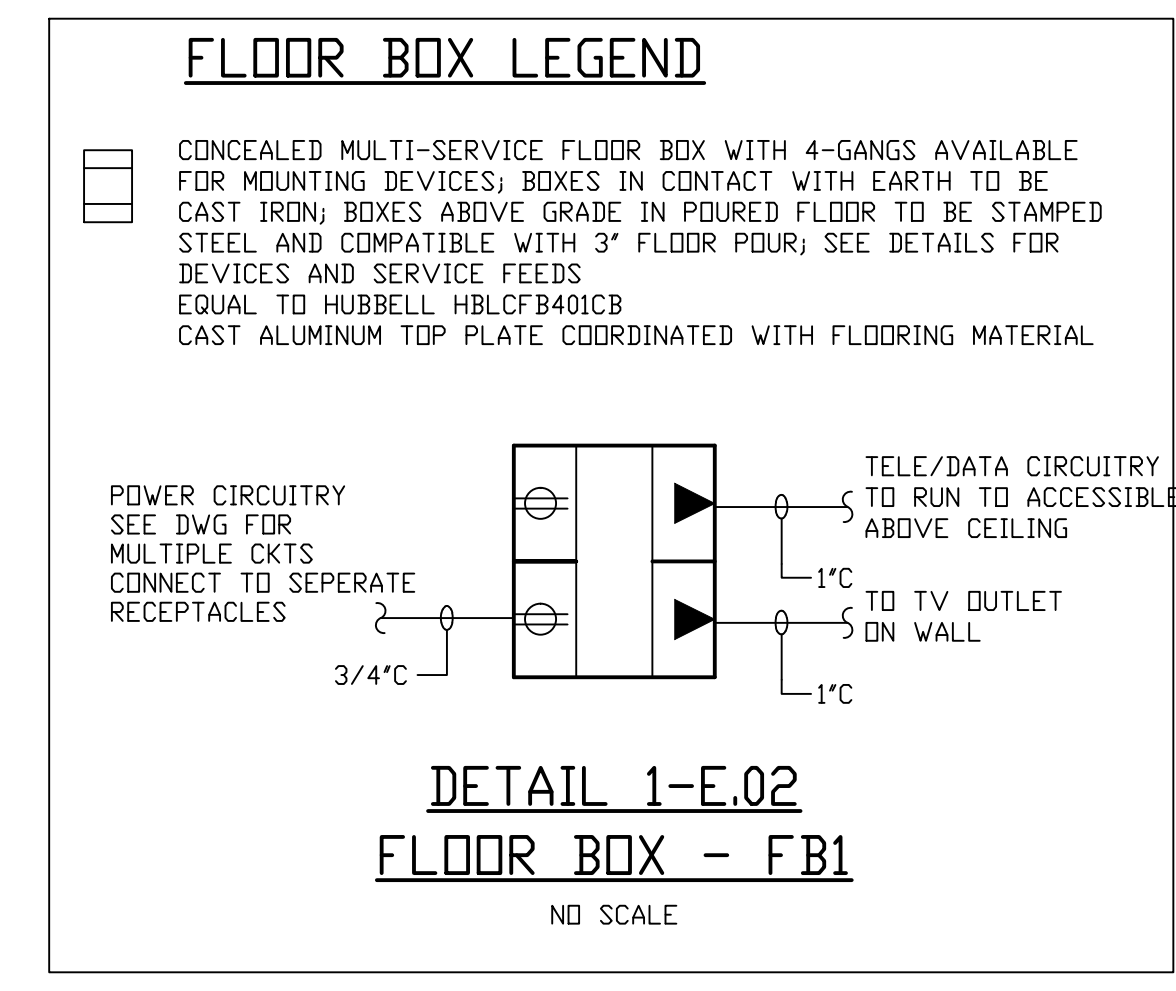 FLOOR BOX LEGEND
CONCEALED MULTI-SERVICE FLOOR BOX WITH 4-GANGS AVAILABLE
FOR MOUNTING DEVICES; BOXES IN CONTACT WITH EARTH TO BE
CAST IRON; BOXES ABOVE GRADE IN POURED FLOOR TO BE STAMPED
STEEL AND COMPATIBLE WITH 3" FLOOR POUR; SEE DETAILS FOR
DEVICES AND SERVICE FEEDS
EQUAL TO HUBBELL HBLCFB401CB
CAST ALUMINUM TOP PLATE COORDINATED WITH FLOORING MATERIAL
POWER CIRCUITRY
SEE DWG FOR
MULTIPLE CKTS
CONNECT TO SEPERATE
RECEPTACLES
3/4"C
TELE/DATA CIRCUITRY
TO RUN TO ACCESSIBLE
ABOVE CEILING
1"C
TO TV OUTLET
ON WALL
1"C
DETAIL 1-E.02
FLOOR BOX - FB1
NO SCALE